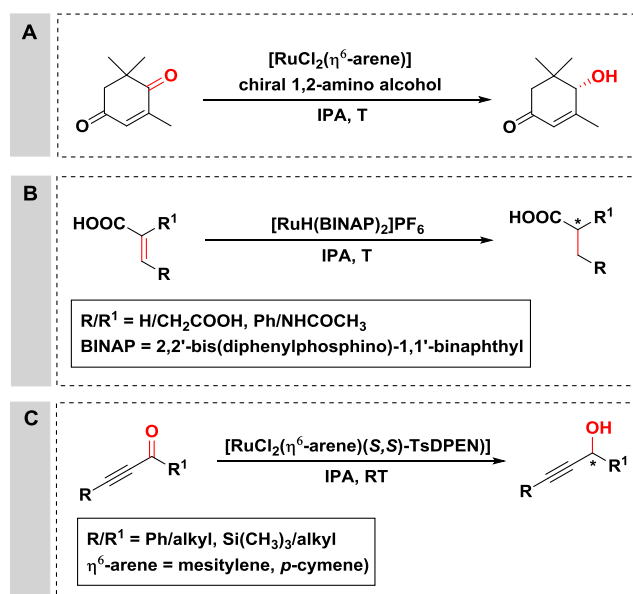 A
O
O
[RuCl₂(η⁶-arene)]
chiral 1,2-amino alcohol
IPA, T
OH
O
B
HOOC
R¹
R
[RuH(BINAP)₂]PF₆
IPA, T
HOOC
*
R¹
R
R/R¹ = H/CH₂COOH, Ph/NHCOCH₃
BINAP = 2,2'-bis(diphenylphosphino)-1,1'-binaphthyl
C
O
R¹
R
[RuCl₂(η⁶-arene)(S,S)-TsDPEN)]
IPA, RT
OH
R¹
*
R
R/R¹ = Ph/alkyl, Si(CH₃)₃/alkyl
η⁶-arene = mesitylene, p-cymene)